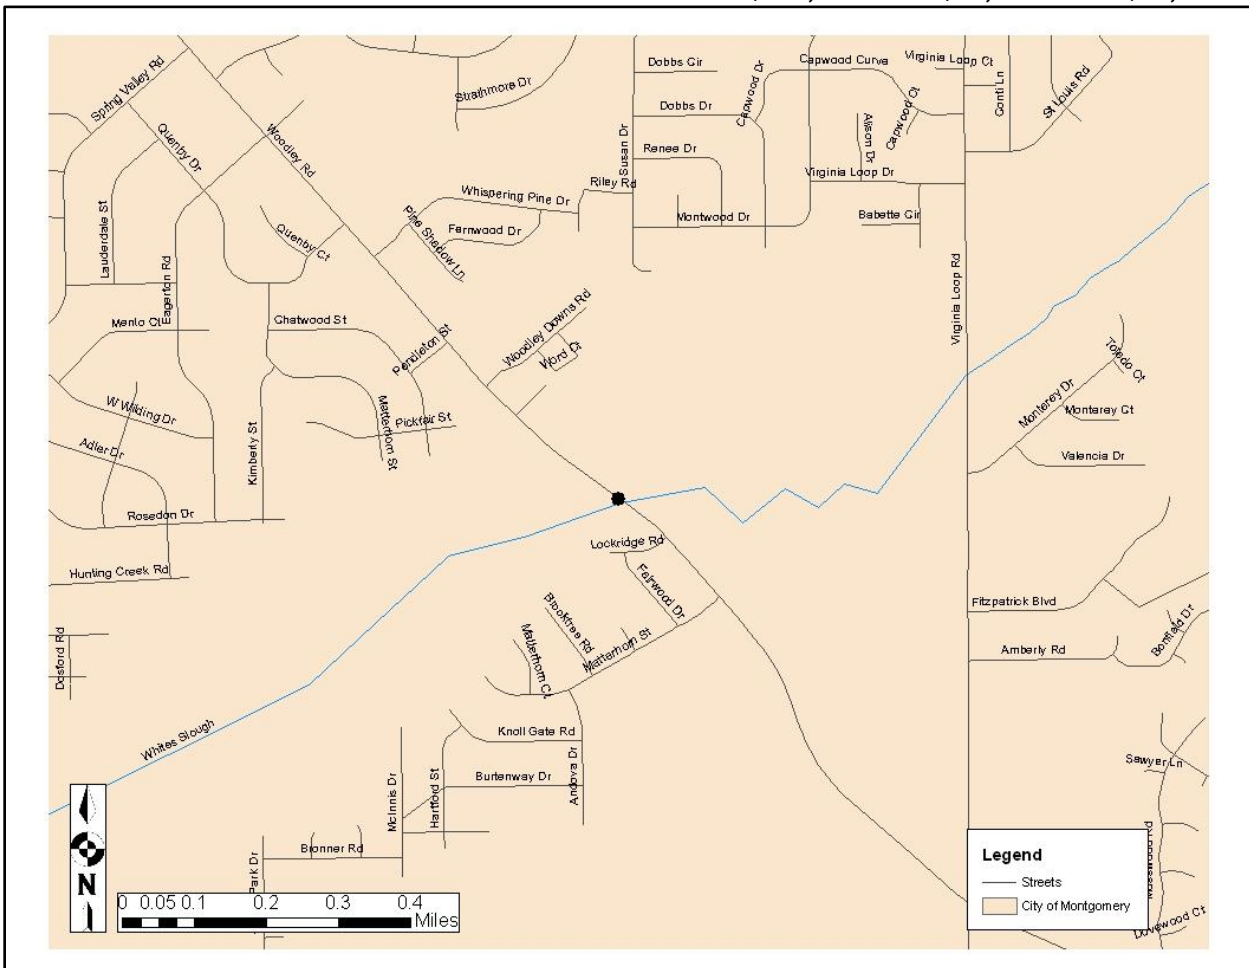 Spring Valley Rd
Quenby Dr
Woodley Rd
Strathmore Dr
Dobbs Cir
Dobbs Dr
Capwood Dr
Capwood Curve
Virginia Loop Ct
Conti Ln
St Louis Rd
Capwood Ct
Alison Dr
Susan Dr
Renee Dr
Riley Rd
Virginia Loop Dr
Whispering Pine Dr
Montwood Dr
Babette Cir
Lauderdale St
Eagerton Rd
Quenby Ct
Pine Shadow Ln
Fernwood Dr
Virginia Loop Rd
Menlo Ct
Chatwood St
Pendleton St
Woodley Downs Rd
Word Ct
Toledo Ct
Monterey Dr
Monterey Ct
Valencia Dr
W Wilding Dr
Adler Dr
Kimberly St
Matterhorn St
Pickfair St
Rosedon Dr
Hunting Creek Rd
Lockridge Rd
Fairwood Dr
Brooktree Rd
Matterhorn St
Matterhorn Ct
Fitzpatrick Blvd
Amberly Rd
Bonfield Dr
Dosford Rd
Whites Slough
Knoll Gate Rd
Burtenway Dr
Andova Dr
McInnis Dr
Hartford St
Bronner Rd
Park Dr
Sawyer Ln
Dovewood Ct
N
0 0.05 0.1 0.2 0.3 0.4
Miles
Legend
Streets
City of Montgomery